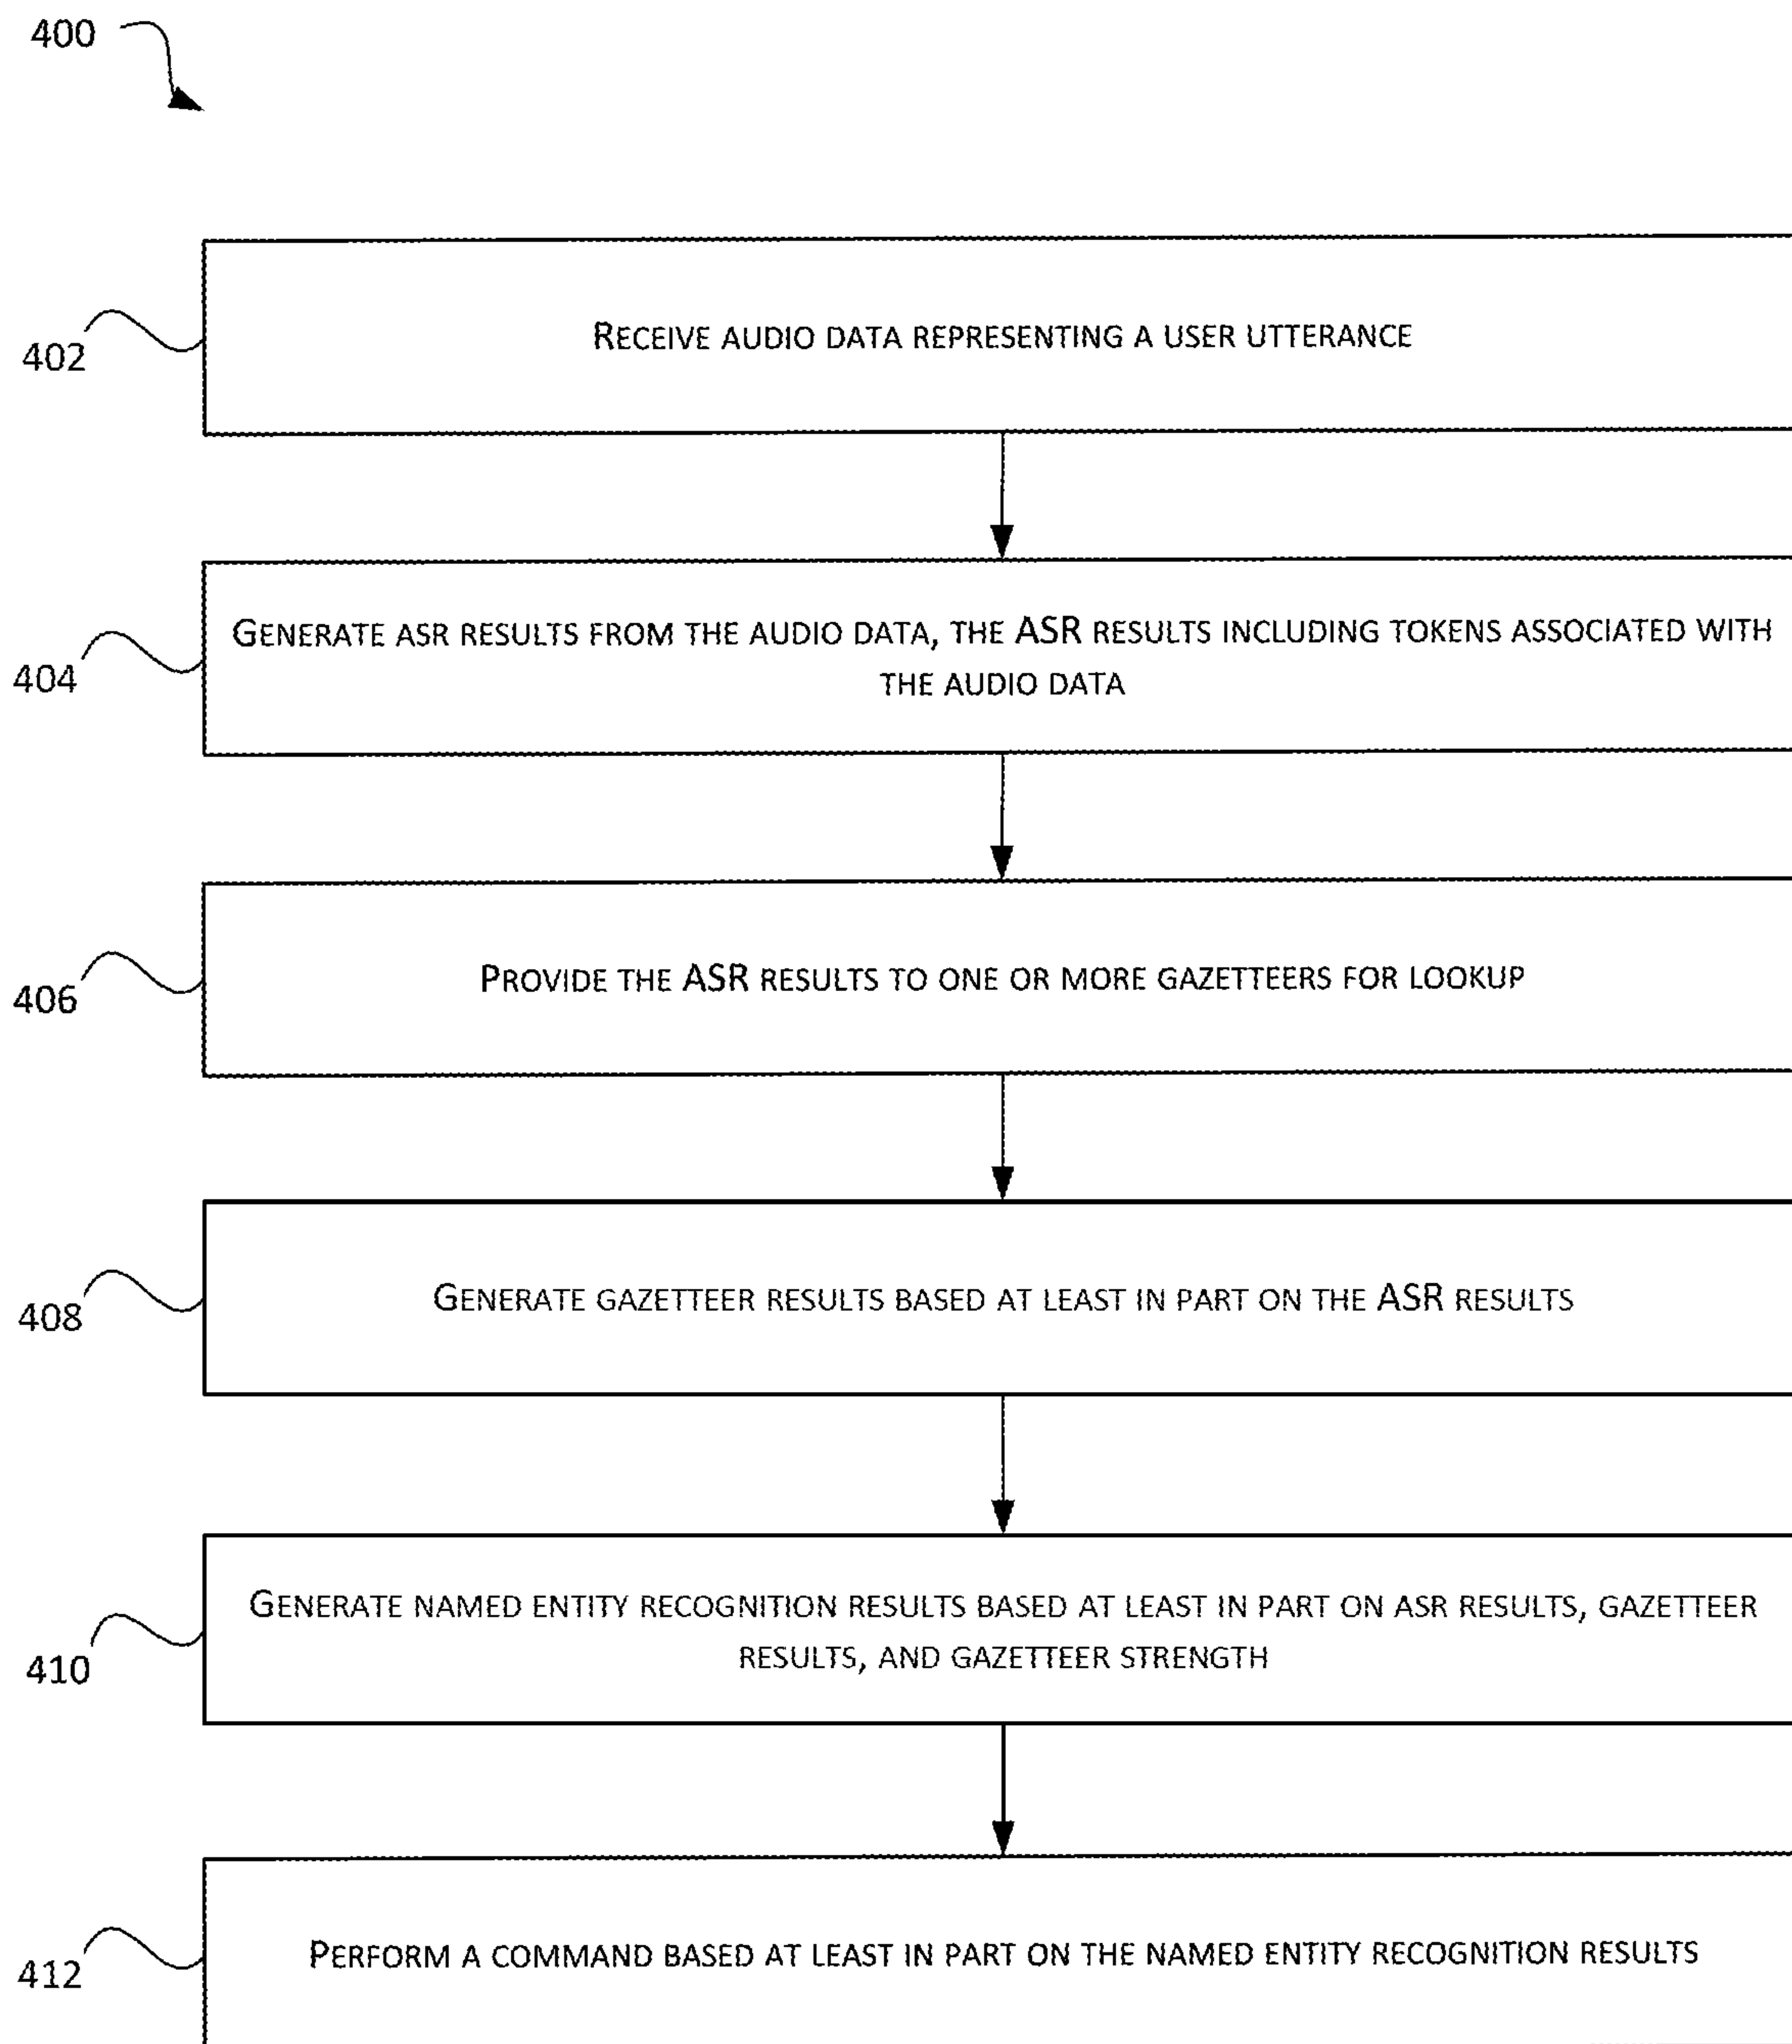 400
RECEIVE AUDIO DATA REPRESENTING A USER UTTERANCE
402
GENERATE ASR RESULTS FROM THE AUDIO DATA, THE ASR RESULTS INCLUDING TOKENS ASSOCIATED WITH
THE AUDIO DATA
404
PROVIDE THE ASR RESULTS TO ONE OR MORE GAZETTEERS FOR LOOKUP
406
GENERATE GAZETTEER RESULTS BASED AT LEAST IN PART ON THE ASR RESULTS
408
GENERATE NAMED ENTITY RECOGNITION RESULTS BASED AT LEAST IN PART ON ASR RESULTS, GAZETTEER
RESULTS, AND GAZETTEER STRENGTH
410
PERFORM A COMMAND BASED AT LEAST IN PART ON THE NAMED ENTITY RECOGNITION RESULTS
412